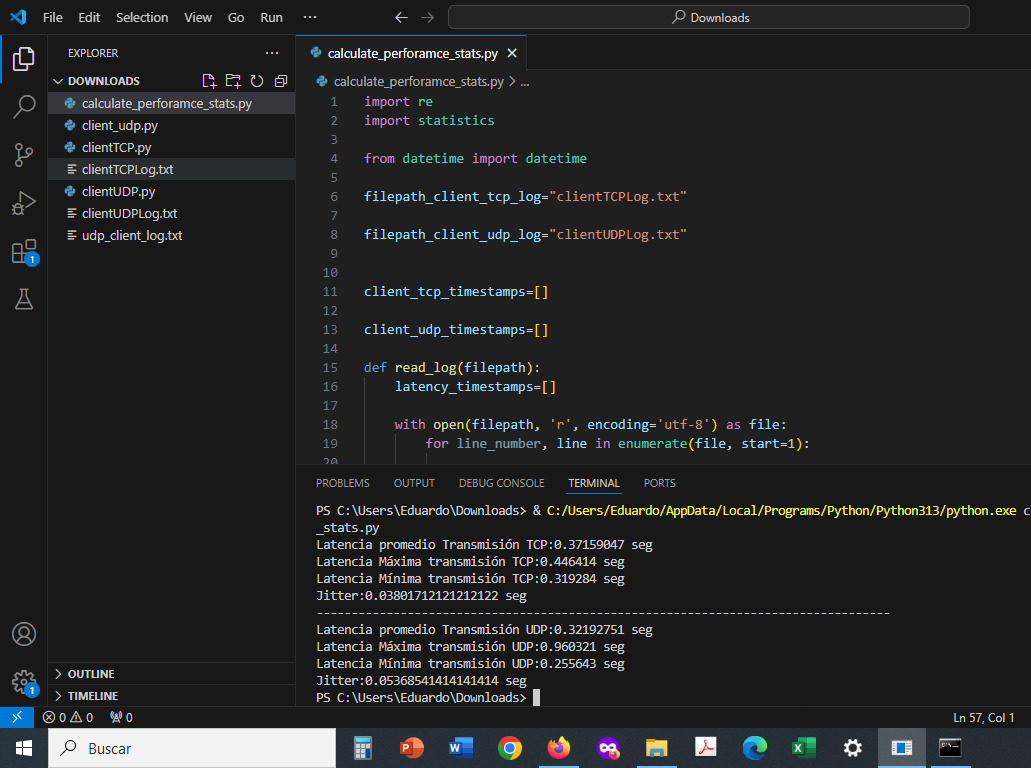 File Edit Selection View Go Run ··· Downloads
EXPLORER ···
DOWNLOADS
calculate_perforamce_stats.py
client_udp.py
clientTCP.py
clientTCPLog.txt
clientUDP.py
clientUDPLog.txt
udp_client_log.txt
OUTLINE
TIMELINE
1
1
calculate_perforamce_stats.py
calculate_perforamce_stats.py > ...
1 import re
2 import statistics
3
4 from datetime import datetime
5
6 filepath_client_tcp_log="clientTCPLog.txt"
7
8 filepath_client_udp_log="clientUDPLog.txt"
9
10
11 client_tcp_timestamps=[]
12
13 client_udp_timestamps=[]
14
15 def read_log(filepath):
16 latency_timestamps=[]
17
18 with open(filepath, 'r', encoding='utf-8') as file:
19 for line_number, line in enumerate(file, start=1):
20
PROBLEMS OUTPUT DEBUG CONSOLE TERMINAL PORTS
PS C:\Users\Eduardo\Downloads> & C:/Users/Eduardo/AppData/Local/Programs/Python/Python313/python.exe c
_stats.py
Latencia promedio Transmisión TCP:0.37159047 seg
Latencia Máxima transmisión TCP:0.446414 seg
Latencia Mínima transmisión TCP:0.319284 seg
Jitter:0.03801712121212122 seg
----------------------------------------------------------------------------------
Latencia promedio Transmisión UDP:0.32192751 seg
Latencia Máxima transmisión UDP:0.960321 seg
Latencia Mínima transmisión UDP:0.255643 seg
Jitter:0.05368541414141414 seg
PS C:\Users\Eduardo\Downloads>
0 0 0 Ln 57, Col 1
Buscar